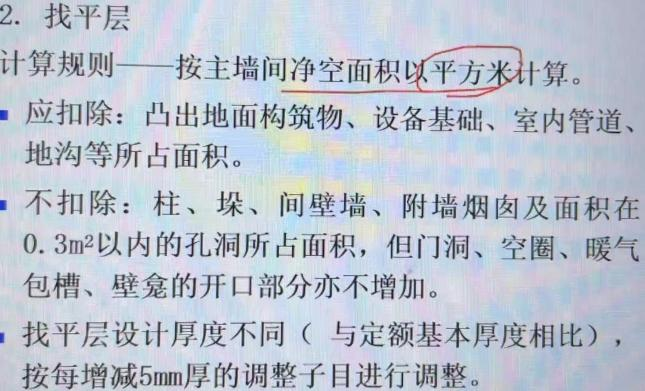 2. 找平层
计算规则——按主墙间净空面积以平方米计算。
▪ 应扣除：凸出地面构筑物、设备基础、室内管道、
地沟等所占面积。
▪ 不扣除：柱、垛、间壁墙、附墙烟囱及面积在
0.3m²以内的孔洞所占面积，但门洞、空圈、暖气
包槽、壁龛的开口部分亦不增加。
▪ 找平层设计厚度不同（ 与定额基本厚度相比），
按每增减5mm厚的调整子目进行调整。